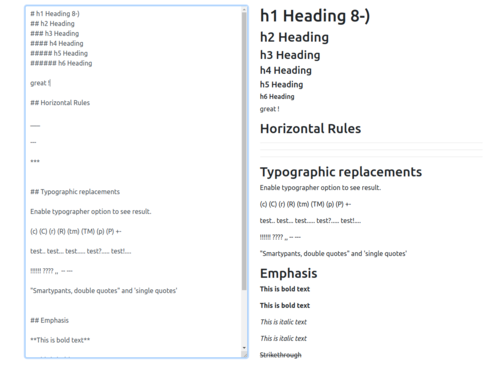 # h1 Heading 8-)
## h2 Heading
### h3 Heading
#### h4 Heading
##### h5 Heading
###### h6 Heading
great !
## Horizontal Rules
___
---
***
## Typographic replacements
Enable typographer option to see result.
(c) (C) (r) (R) (tm) (TM) (p) (P) +-
test.. test... test..... test?..... test!....
!!!!!! ???? ,,  -- ---
"Smartypants, double quotes" and 'single quotes'
## Emphasis
**This is bold text**
h1 Heading 8-)
h2 Heading
h3 Heading
h4 Heading
h5 Heading
h6 Heading
great !
Horizontal Rules
Typographic replacements
Enable typographer option to see result.
(c) (C) (r) (R) (tm) (TM) (p) (P) +-
test.. test... test..... test?..... test!....
!!!!!! ???? ,, -- ---
"Smartypants, double quotes" and 'single quotes'
Emphasis
This is bold text
This is bold text
This is italic text
This is italic text
Strikethrough